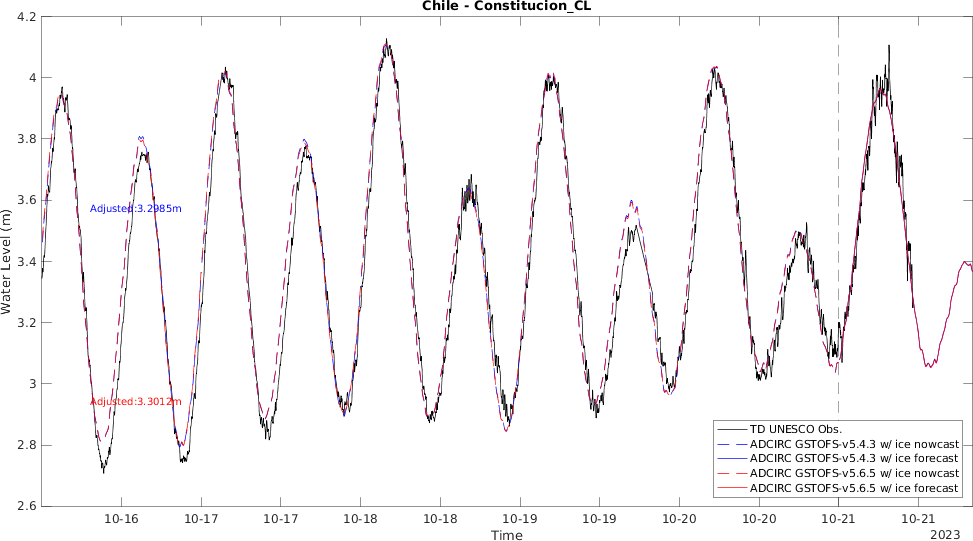 Chile - Constitucion_CL
4.2
4
3.8
3.6
3.4
3.2
3
2.8
2.6
Water Level (m)
Adjusted:3.2985m
Adjusted:3.3012m
TD UNESCO Obs.
ADCIRC GSTOFS-v5.4.3 w/ ice nowcast
ADCIRC GSTOFS-v5.4.3 w/ ice forecast
ADCIRC GSTOFS-v5.6.5 w/ ice nowcast
ADCIRC GSTOFS-v5.6.5 w/ ice forecast
10-16 10-17 10-17 10-18 10-18 10-19 10-19 10-20 10-20 10-21 10-21
Time
2023